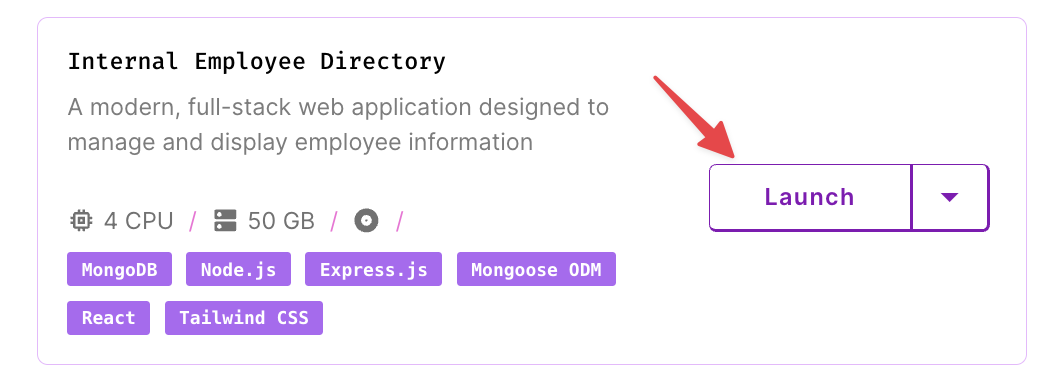 Internal Employee Directory
A modern, full-stack web application designed to
manage and display employee information
Launch
4 CPU / 50 GB / /
MongoDB Node.js Express.js Mongoose ODM
React Tailwind CSS